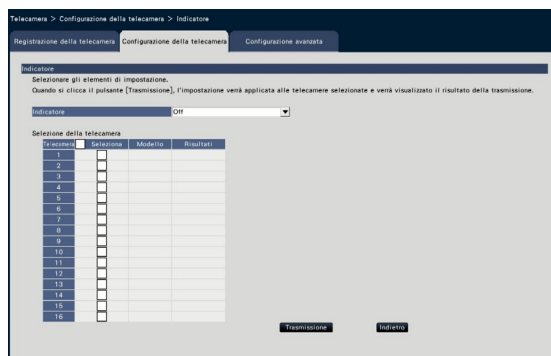 Telecamera > Configurazione della telecamera > Indicatore
Registrazione della telecamera Configurazione della telecamera Configurazione avanzata
Indicatore
Selezionare gli elementi di impostazione.
Quando si clicca il pulsante [Trasmissione], l'impostazione verrà applicata alle telecamere selezionate e verrà visualizzato il risultato della trasmissione.
Indicatore Off
Selezione della telecamera
Telecamera Seleziona Modello Risultati
1
2
3
4
5
6
7
8
9
10
11
12
13
14
15
16
Trasmissione Indietro